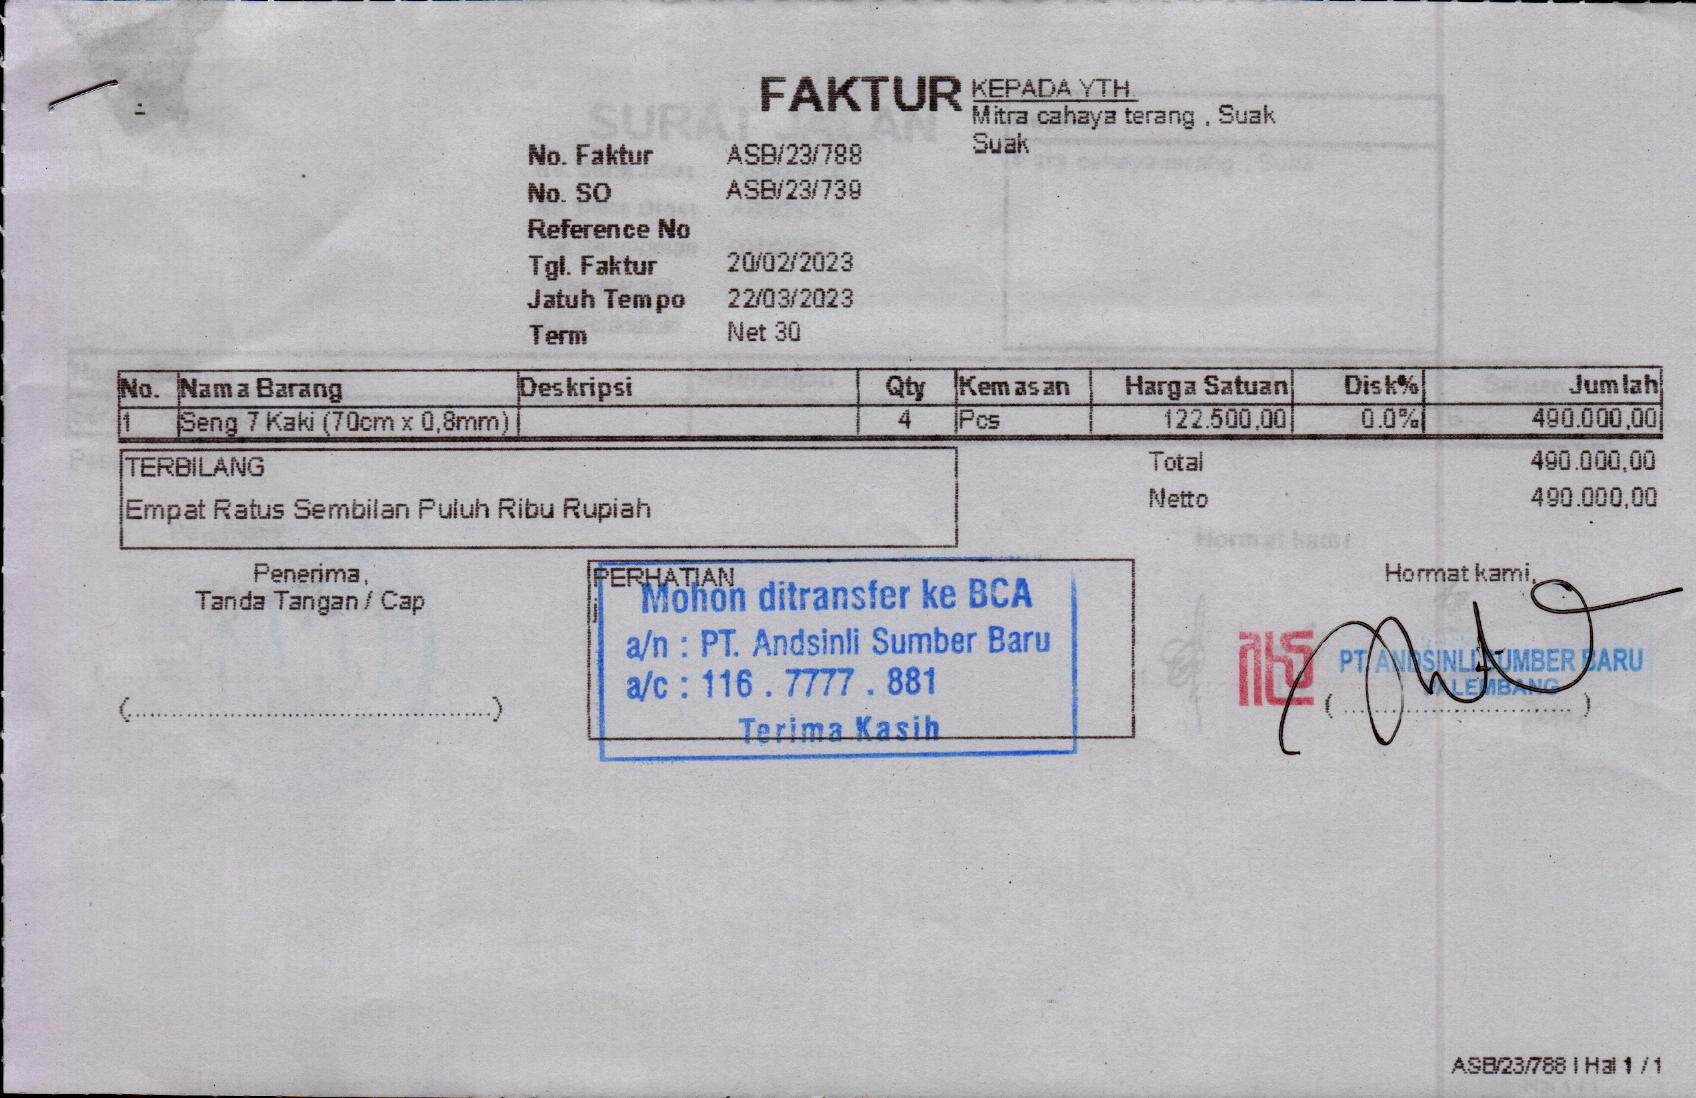 FAKTUR
KEPADA YTH.
Mitra cahaya terang , Suak
Suak
No. Faktur ASB/23/788
No. SO ASB/23/739
Reference No
Tgl. Faktur 20/02/2023
Jatuh Tempo 22/03/2023
Term Net 30
No. Nama Barang Deskripsi Qty Kemasan Harga Satuan Disk% Jumlah
1 Seng 7 Kaki (70cm x 0,8mm) 4 Pcs 122.500,00 0.0% 490.000,00
TERBILANG
Empat Ratus Sembilan Puluh Ribu Rupiah
Total 490.000,00
Netto 490.000,00
Penerima,
Tanda Tangan / Cap
(..........................................)
PERHATIAN
Mohon ditransfer ke BCA
a/n : PT. Andsinli Sumber Baru
a/c : 116 . 7777 . 881
Terima Kasih
Hormat kami,
PT. ANDSINLI SUMBER BARU
PALEMBANG
(..............................)
ASB/23/788 | Hal 1 / 1